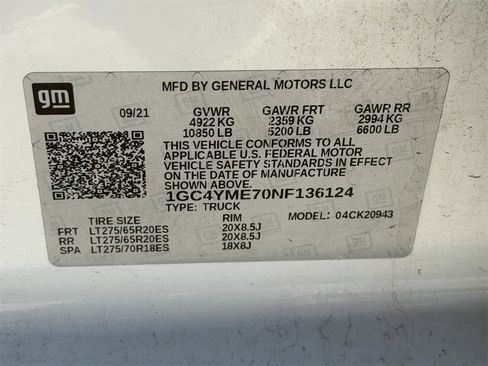 gm
MFD BY GENERAL MOTORS LLC
09/21 GVWR GAWR FRT GAWR RR
4922 KG 2359 KG 2994 KG
10850 LB 5200 LB 6600 LB
THIS VEHICLE CONFORMS TO ALL
APPLICABLE U.S. FEDERAL MOTOR
VEHICLE SAFETY STANDARDS IN EFFECT
ON THE DATE OF MANUFACTURE
SHOWN ABOVE.
1GC4YME70NF136124
TYPE: TRUCK MODEL: 04CK20943
TIRE SIZE RIM
FRT LT275/65R20ES 20X8.5J
RR LT275/65R20ES 20X8.5J
SPA LT275/70R18ES 18X8J